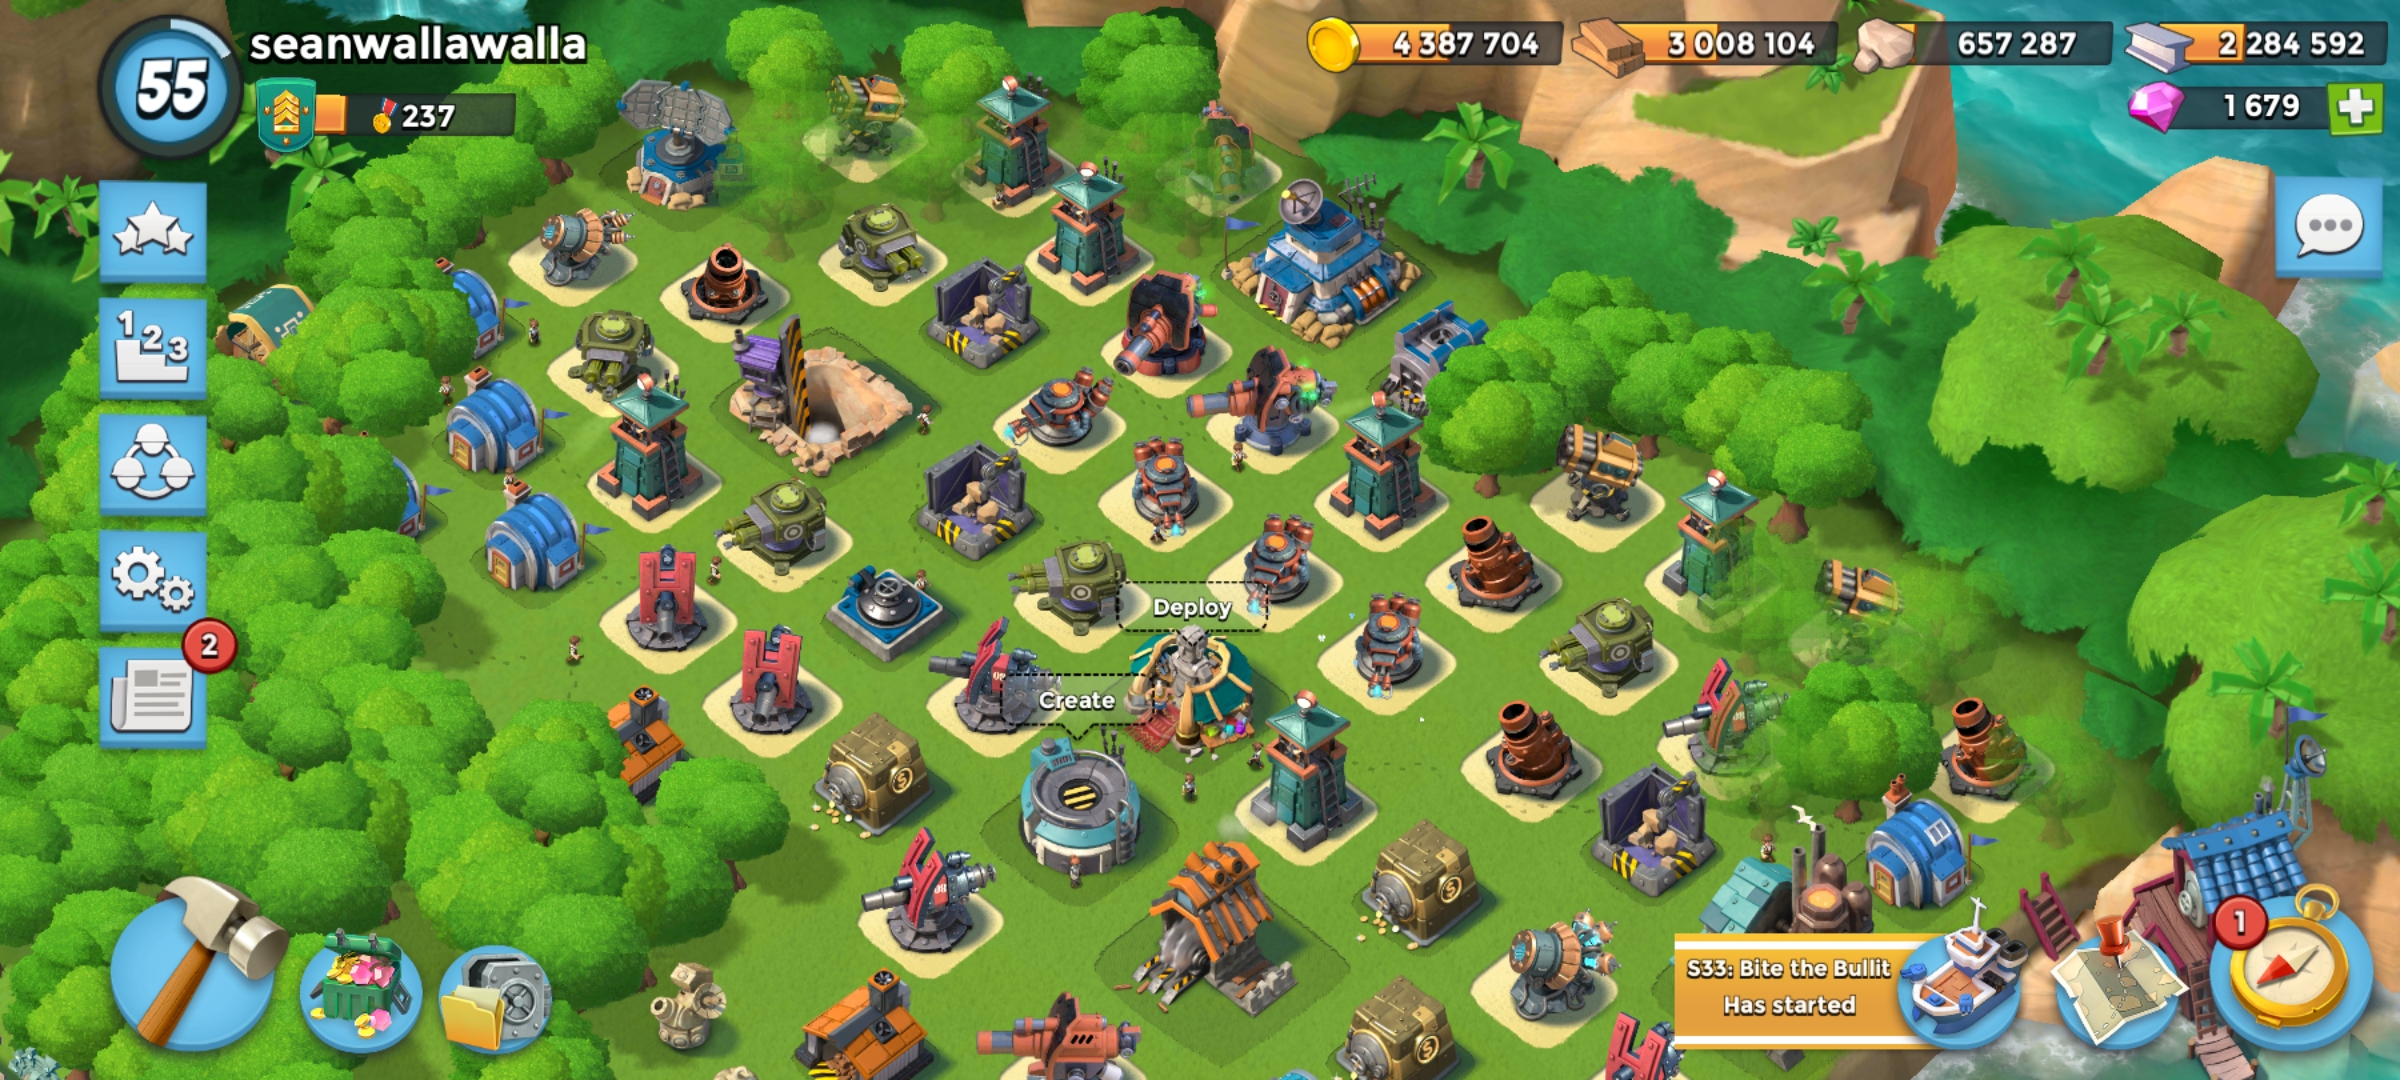 55
seanwallawalla
237
4 387 704
3 008 104
657 287
2 284 592
1 679
123
2
Deploy
Create
1
S33: Bite the Bullit
Has started